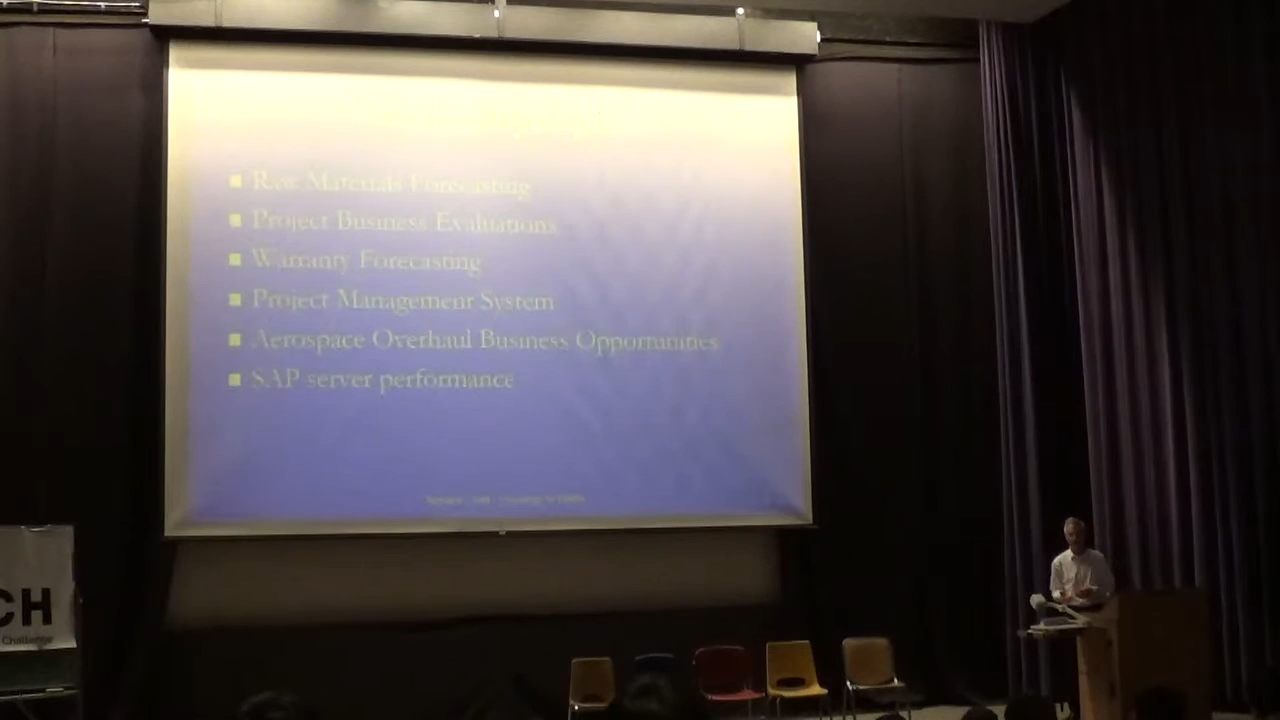 Raw Materials Forecasting
Project Business Evaluations
Warranty Forecasting
Project Management System
Aerospace Overhaul Business Opportunities
SAP server performance
CH
Challenge